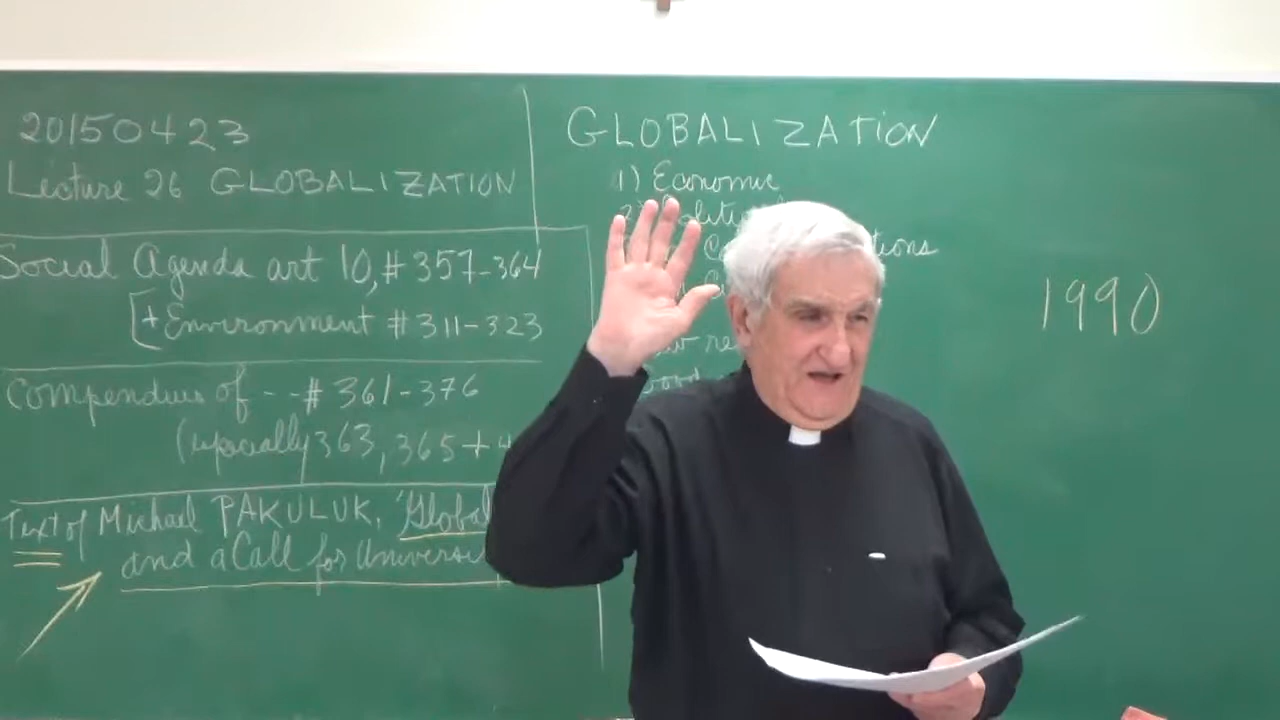 20150423
Lecture 26 GLOBALIZATION
Social Agenda art 10, #357-364
[+Environment #311-323
Compendium of -- #361-376
(especially 363, 365+
Text of Michael PAKULUK, "Global
and a Call for
GLOBALIZATION
1) Economic
2)
1990